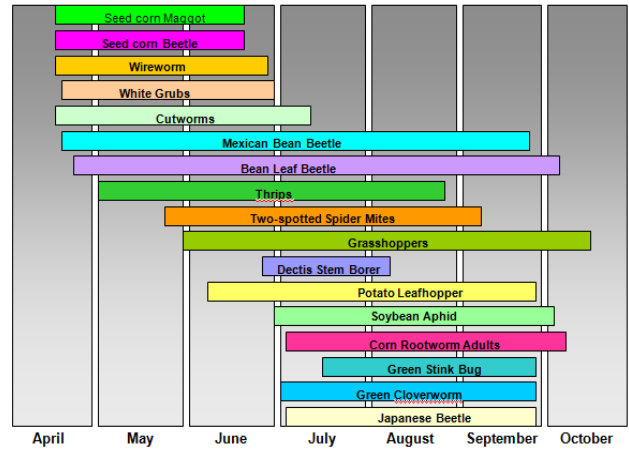 Seed corn Maggot
Seed corn Beetle
Wireworm
White Grubs
Cutworms
Mexican Bean Beetle
Bean Leaf Beetle
Thrips
Two-spotted Spider Mites
Grasshoppers
Dectis Stem Borer
Potato Leafhopper
Soybean Aphid
Corn Rootworm Adults
Green Stink Bug
Green Cloverworm
Japanese Beetle
April May June July August September October